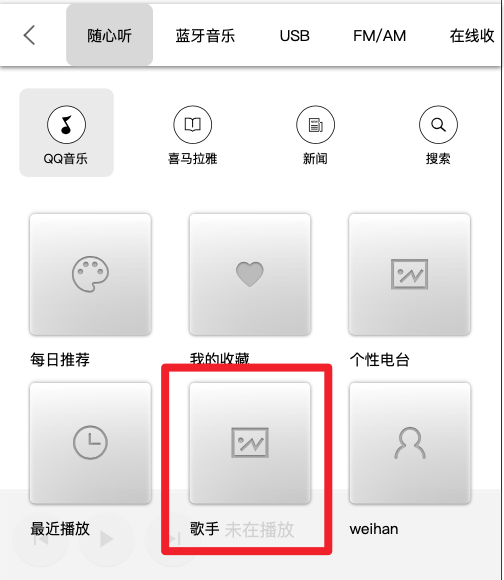 随心听 蓝牙音乐 USB FM/AM 在线收
QQ音乐 喜马拉雅 新闻 搜索
每日推荐 我的收藏 个性电台
最近播放 歌手 未在播放 weihan